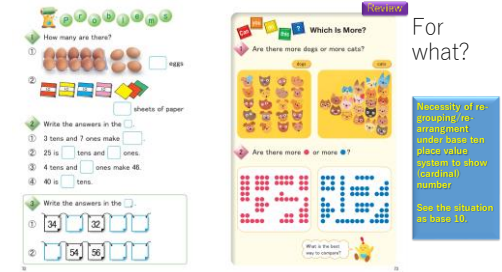 Problems
1 How many are there?
①
eggs
②
sheets of paper
2 Write the answers in the □.
① 3 tens and 7 ones make □.
② 25 is □ tens and □ ones.
③ 4 tens and □ ones make 46.
④ 40 is □ tens.
3 Write the answers in the □.
① 34 32
② 54 56
Review
Can you do this ?
Which Is More?
1 Are there more dogs or more cats?
dogs
cats
2 Are there more ● or more ●?
What is the best
way to compare?
For
what?
Necessity of re-
grouping/re-
arrangment
under base ten
place value
system to show
(cardinal)
number
See the situation
as base 10.